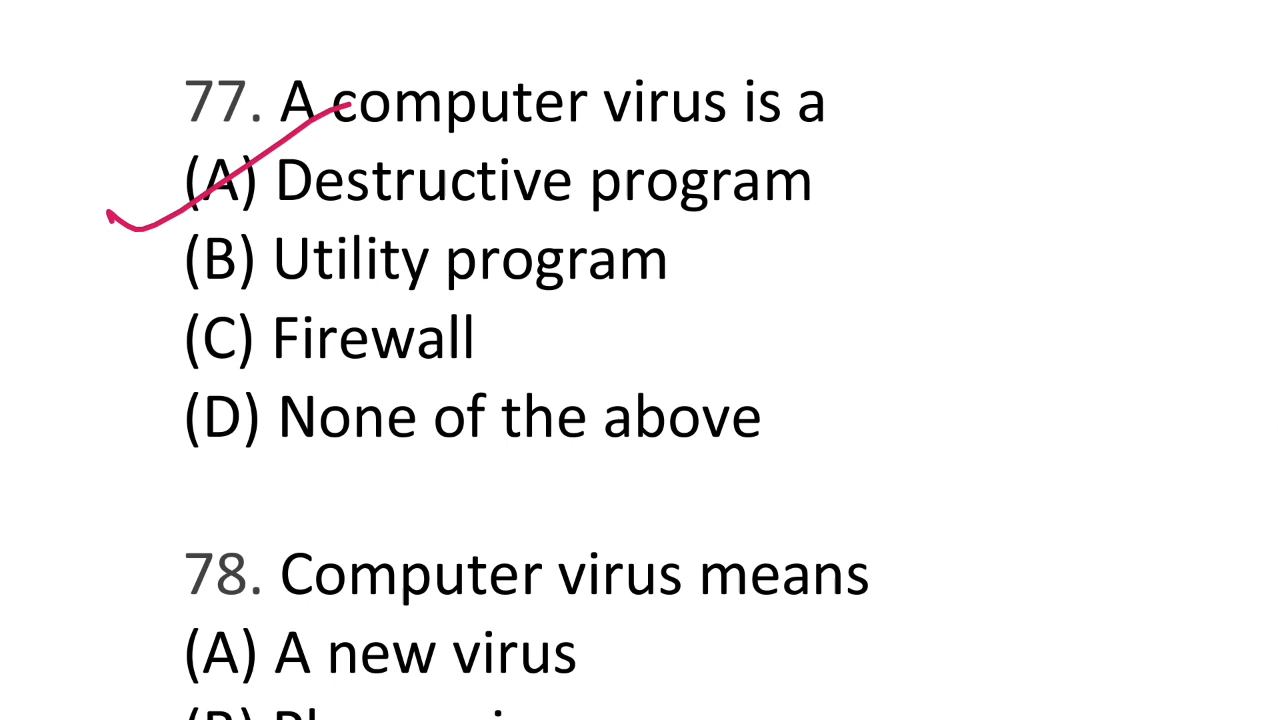 77. A computer virus is a
(A) Destructive program
(B) Utility program
(C) Firewall
(D) None of the above
78. Computer virus means
(A) A new virus
(B)